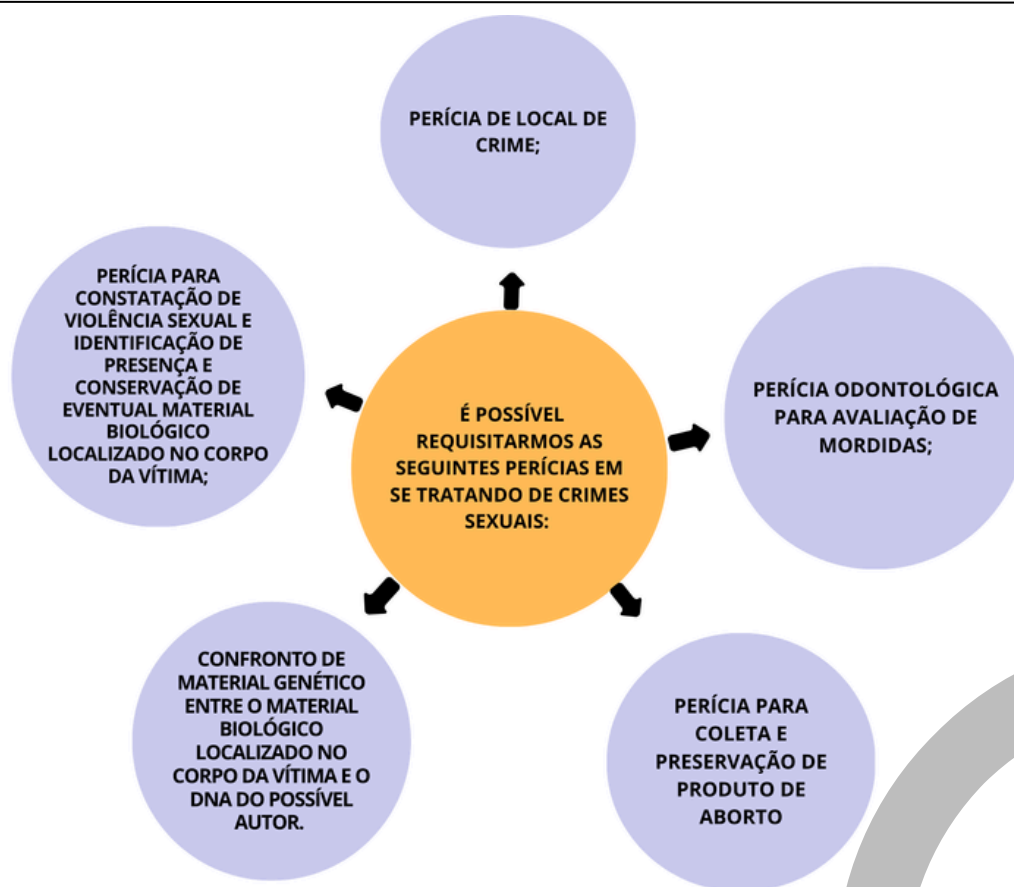 PERÍCIA DE LOCAL DE
CRIME;
PERÍCIA PARA
CONSTATAÇÃO DE
VIOLÊNCIA SEXUAL E
IDENTIFICAÇÃO DE
PRESENÇA E
CONSERVAÇÃO DE
EVENTUAL MATERIAL
BIOLÓGICO
LOCALIZADO NO CORPO
DA VÍTIMA;
É POSSÍVEL
REQUISITARMOS AS
SEGUINTES PERÍCIAS EM
SE TRATANDO DE CRIMES
SEXUAIS:
PERÍCIA ODONTOLÓGICA
PARA AVALIAÇÃO DE
MORDIDAS;
CONFRONTO DE
MATERIAL GENÉTICO
ENTRE O MATERIAL
BIOLÓGICO
LOCALIZADO NO
CORPO DA VÍTIMA E O
DNA DO POSSÍVEL
AUTOR.
PERÍCIA PARA
COLETA E
PRESERVAÇÃO DE
PRODUTO DE
ABORTO